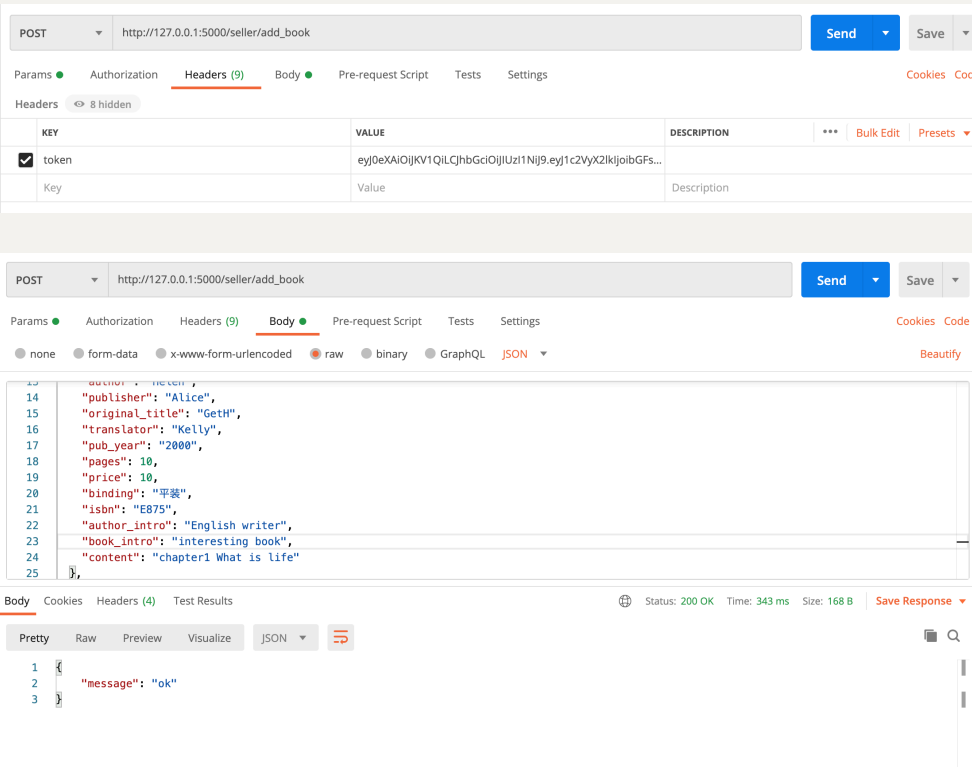 POST http://127.0.0.1:5000/seller/add_book Send Save
Params Authorization Headers (9) Body Pre-request Script Tests Settings Cookies
Headers 8 hidden
KEY VALUE DESCRIPTION ••• Bulk Edit Presets
token eyJ0eXAiOiJKV1QiLCJhbGciOiJIUzI1NiJ9.eyJ1c2VyX2lkIjoibGFs...
Key Value Description
POST http://127.0.0.1:5000/seller/add_book Send Save
Params Authorization Headers (9) Body Pre-request Script Tests Settings Cookies Code
none form-data x-www-form-urlencoded raw binary GraphQL JSON Beautify
13 "author": "Helen",
14 "publisher": "Alice",
15 "original_title": "GetH",
16 "translator": "Kelly",
17 "pub_year": "2000",
18 "pages": 10,
19 "price": 10,
20 "binding": "平装",
21 "isbn": "E875",
22 "author_intro": "English writer",
23 "book_intro": "interesting book",
24 "content": "chapter1 What is life"
25 },
Body Cookies Headers (4) Test Results Status: 200 OK Time: 343 ms Size: 168 B Save Response
Pretty Raw Preview Visualize JSON
1 {
2 "message": "ok"
3 }